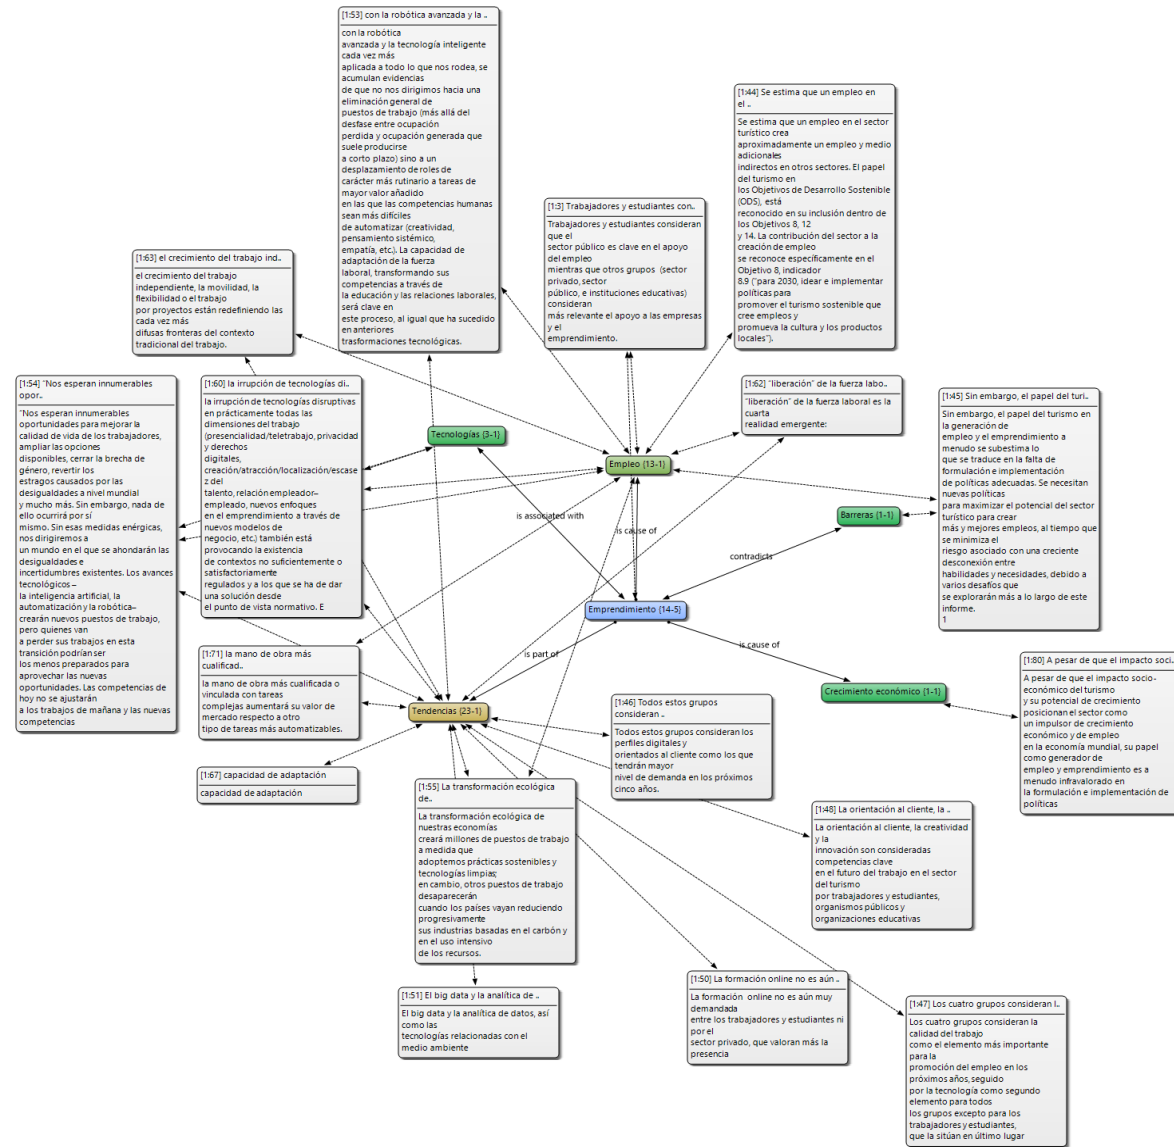 [1:53] con la robótica avanzada y la ..
con la robótica
avanzada y la tecnología inteligente
cada vez más
aplicada a todo lo que nos rodea, se
acumulan evidencias
de que no nos dirigimos hacia una
eliminación general de
puestos de trabajo (más allá del
desfase entre ocupación
perdida y ocupación generada que
suele producirse
a corto plazo) sino a un
desplazamiento de roles de
carácter más rutinario a tareas de
mayor valor añadido
en las que las competencias humanas
sean más difíciles
de automatizar (creatividad,
pensamiento sistémico,
empatía, etc.). La capacidad de
adaptación de la fuerza
laboral, transformando sus
competencias a través de
la educación y las relaciones laborales,
será clave en
este proceso, al igual que ha sucedido
en anteriores
trasformaciones tecnológicas.
[1:44] Se estima que un empleo en
el ..
Se estima que un empleo en el sector
turístico crea
aproximadamente un empleo y medio
adicionales
indirectos en otros sectores. El papel
del turismo en
los Objetivos de Desarrollo Sostenible
(ODS), está
reconocido en su inclusión dentro de
los Objetivos 8, 12
y 14. La contribución del sector a la
creación de empleo
se reconoce específicamente en el
Objetivo 8, indicador
8.9 ("para 2030, idear e implementar
políticas para
promover el turismo sostenible que
cree empleos y
promueva la cultura y los productos
locales").
[1:3] Trabajadores y estudiantes con..
Trabajadores y estudiantes consideran
que el
sector público es clave en el apoyo
del empleo
mientras que otros grupos (sector
privado, sector
público, e instituciones educativas)
consideran
más relevante el apoyo a las empresas
y el
emprendimiento.
[1:63] el crecimiento del trabajo ind..
el crecimiento del trabajo
independiente, la movilidad, la
flexibilidad o el trabajo
por proyectos están redefiniendo las
cada vez más
difusas fronteras del contexto
tradicional del trabajo.
[1:54] "Nos esperan innumerables
opor..
"Nos esperan innumerables
oportunidades para mejorar la
calidad de vida de los trabajadores,
ampliar las opciones
disponibles, cerrar la brecha de
género, revertir los
estragos causados por las
desigualdades a nivel mundial
y mucho más. Sin embargo, nada de
ello ocurrirá por sí
mismo. Sin esas medidas enérgicas,
nos dirigiremos a
un mundo en el que se ahondarán las
desigualdades e
incertidumbres existentes. Los avances
tecnológicos –
la inteligencia artificial, la
automatización y la robótica–
crearán nuevos puestos de trabajo,
pero quienes van
a perder sus trabajos en esta
transición podrían ser
los menos preparados para
aprovechar las nuevas
oportunidades. Las competencias de
hoy no se ajustarán
a los trabajos de mañana y las nuevas
competencias
[1:60] la irrupción de tecnologías di..
la irrupción de tecnologías disruptivas
en prácticamente todas las
dimensiones del trabajo
(presencialidad/teletrabajo, privacidad
y derechos
digitales,
creación/atracción/localización/escase
z del
talento, relación empleador–
empleado, nuevos enfoques
en el emprendimiento a través de
nuevos modelos de
negocio, etc.) también está
provocando la existencia
de contextos no suficientemente o
satisfactoriamente
regulados y a los que se ha de dar
una solución desde
el punto de vista normativo. E
Tecnologías {3-1}
Empleo {13-1}
[1:62] "liberación" de la fuerza labo..
"liberación" de la fuerza laboral es la
cuarta
realidad emergente:
[1:45] Sin embargo, el papel del turi..
Sin embargo, el papel del turismo en
la generación de
empleo y el emprendimiento a
menudo se subestima lo
que se traduce en la falta de
formulación e implementación
de políticas adecuadas. Se necesitan
nuevas políticas
para maximizar el potencial del sector
turístico para crear
más y mejores empleos, al tiempo que
se minimiza el
riesgo asociado con una creciente
desconexión entre
habilidades y necesidades, debido a
varios desafíos que
se explorarán más a lo largo de este
informe.
1
is associated with
is cause of
Barreras {1-1}
contradicts
Emprendimiento {14-5}
is part of
is cause of
[1:71] la mano de obra más
cualificad..
la mano de obra más cualificada o
vinculada con tareas
complejas aumentará su valor de
mercado respecto a otro
tipo de tareas más automatizables.
Tendencias {23-1}
Crecimiento económico {1-1}
[1:80] A pesar de que el impacto soci..
A pesar de que el impacto socio-
económico del turismo
y su potencial de crecimiento
posicionan el sector como
un impulsor de crecimiento
económico y de empleo
en la economía mundial, su papel
como generador de
empleo y emprendimiento es a
menudo infravalorado en
la formulación e implementación de
políticas
[1:46] Todos estos grupos
consideran ..
Todos estos grupos consideran los
perfiles digitales y
orientados al cliente como los que
tendrán mayor
nivel de demanda en los próximos
cinco años.
[1:67] capacidad de adaptación
capacidad de adaptación
[1:55] La transformación ecológica
de..
La transformación ecológica de
nuestras economías
creará millones de puestos de trabajo
a medida que
adoptemos prácticas sostenibles y
tecnologías limpias;
en cambio, otros puestos de trabajo
desaparecerán
cuando los países vayan reduciendo
progresivamente
sus industrias basadas en el carbón y
en el uso intensivo
de los recursos.
[1:48] La orientación al cliente, la ..
La orientación al cliente, la creatividad
y la
innovación son consideradas
competencias clave
en el futuro del trabajo en el sector
del turismo
por trabajadores y estudiantes,
organismos públicos y
organizaciones educativas
[1:51] El big data y la analítica de ..
El big data y la analítica de datos, así
como las
tecnologías relacionadas con el
medio ambiente
[1:50] La formación online no es aún ..
La formación online no es aún muy
demandada
entre los trabajadores y estudiantes ni
por el
sector privado, que valoran más la
presencia
[1:47] Los cuatro grupos consideran l..
Los cuatro grupos consideran la
calidad del trabajo
como el elemento más importante
para la
promoción del empleo en los
próximos años, seguido
por la tecnología como segundo
elemento para todos
los grupos excepto para los
trabajadores y estudiantes,
que la sitúan en último lugar